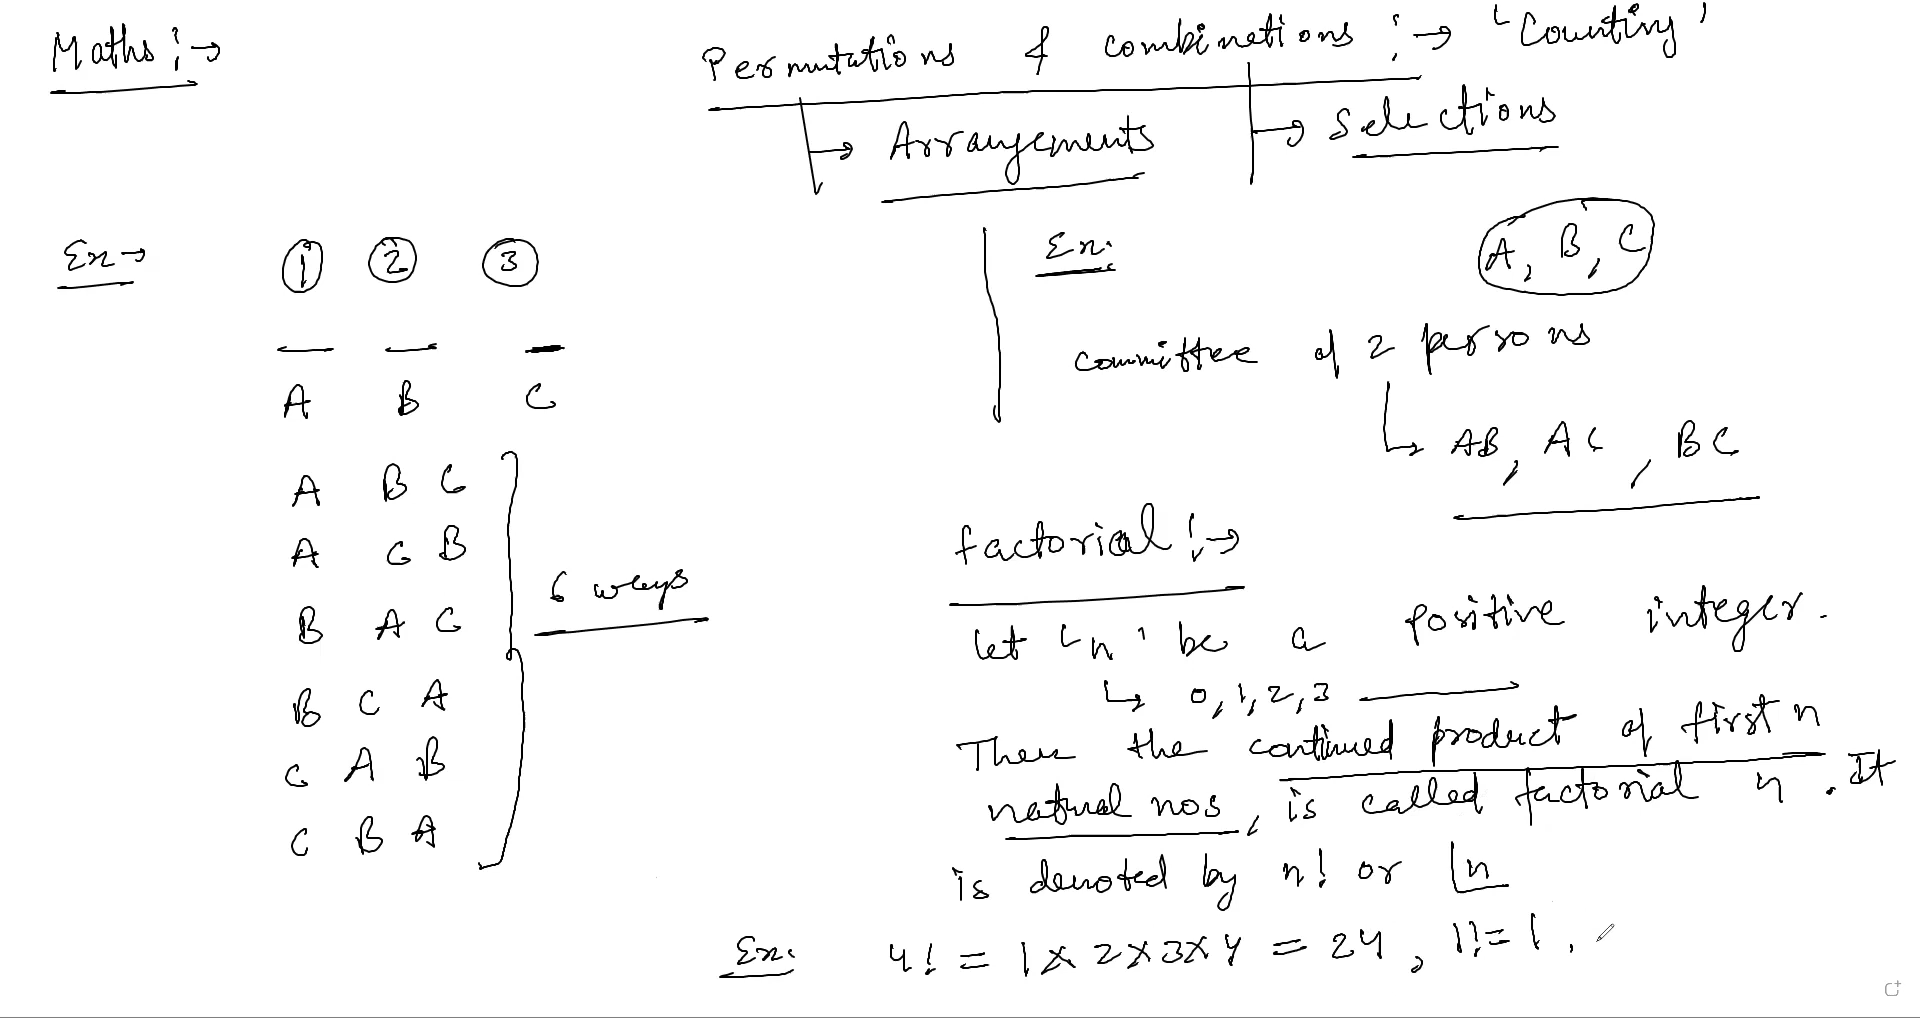 Maths :→
Permutations & combinations :→ 'Counting'
→ Arrangements
→ Selections
Ex→ ① ② ③
A B C
A B C
A C B
B A C
B C A
C A B
C B A
6 ways
Ex.
A, B, C
committee of 2 persons
↳ AB, AC, BC
factorial :→
let 'n' be a positive integer.
↳ 0, 1, 2, 3
Then the continued product of first n
natural nos, is called factorial n. It
is denoted by n! or |n
Ex. 4! = 1 x 2 x 3 x 4 = 24, 1! = 1,